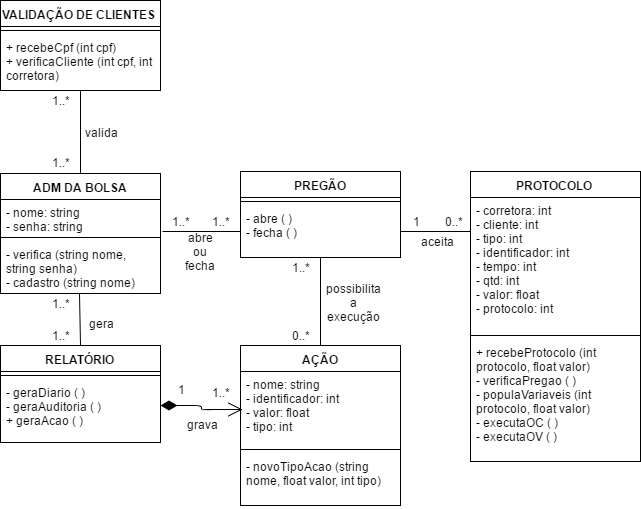 VALIDAÇÃO DE CLIENTES
+ recebeCpf (int cpf)
+ verificaCliente (int cpf, int
corretora)
1..*
valida
1..*
ADM DA BOLSA
- nome: string
- senha: string
- verifica (string nome,
string senha)
- cadastro (string nome)
1..*
1..*
abre
ou
fecha
PREGÃO
- abre ( )
- fecha ( )
1
0..*
aceita
PROTOCOLO
- corretora: int
- cliente: int
- tipo: int
- identificador: int
- tempo: int
- qtd: int
- valor: float
- protocolo: int
+ recebeProtocolo (int
protocolo, float valor)
- verificaPregao ( )
- populaVariaveis (int
protocolo, float valor)
- executaOC ( )
- executaOV ( )
1..*
possibilita
a
execução
0..*
1..*
gera
1..*
RELATÓRIO
- geraDiario ( )
- geraAuditoria ( )
+ geraAcao ( )
1
1..*
grava
AÇÃO
- nome: string
- identificador: int
- valor: float
- tipo: int
- novoTipoAcao (string
nome, float valor, int tipo)